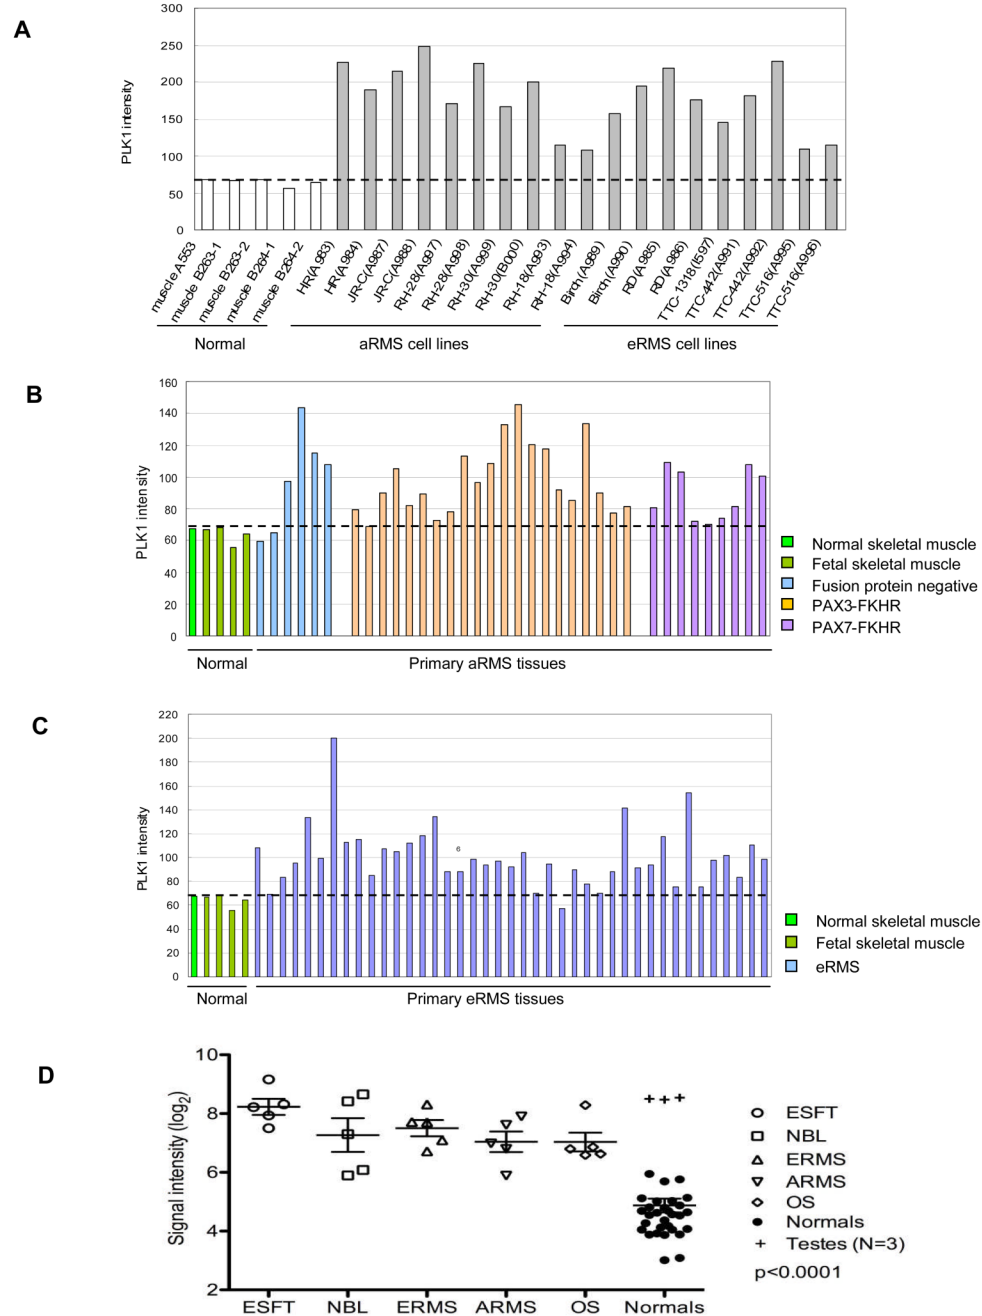 A
300
250
200
150
100
50
0
PLK1 intensity
muscle A553
muscle B263-1
muscle B263-2
muscle B264-1
muscle B264-2
HR(A983)
HR(A984)
JR-C(A987)
JR-C(A988)
RH-28(A997)
RH-28(A998)
RH-30(A999)
RH-30(B000)
RH-18(A993)
RH-18(A994)
Birch(A989)
Birch(A990)
RD(A985)
RD(A986)
TTC-1318(I597)
TTC-442(A991)
TTC-442(A992)
TTC-516(A995)
TTC-516(A996)
Normal
aRMS cell lines
eRMS cell lines
B
160
140
120
100
80
60
40
20
0
PLK1 intensity
Normal skeletal muscle
Fetal skeletal muscle
Fusion protein negative
PAX3-FKHR
PAX7-FKHR
Normal
Primary aRMS tissues
C
220
200
180
160
140
120
100
80
60
40
20
0
PLK1 intensity
6
Normal skeletal muscle
Fetal skeletal muscle
eRMS
Normal
Primary eRMS tissues
D
10
8
6
4
2
Signal intensity (log2)
ESFT
NBL
ERMS
ARMS
OS
Normals
Testes (N=3)
p<0.0001
ESFT NBL ERMS ARMS OS Normals